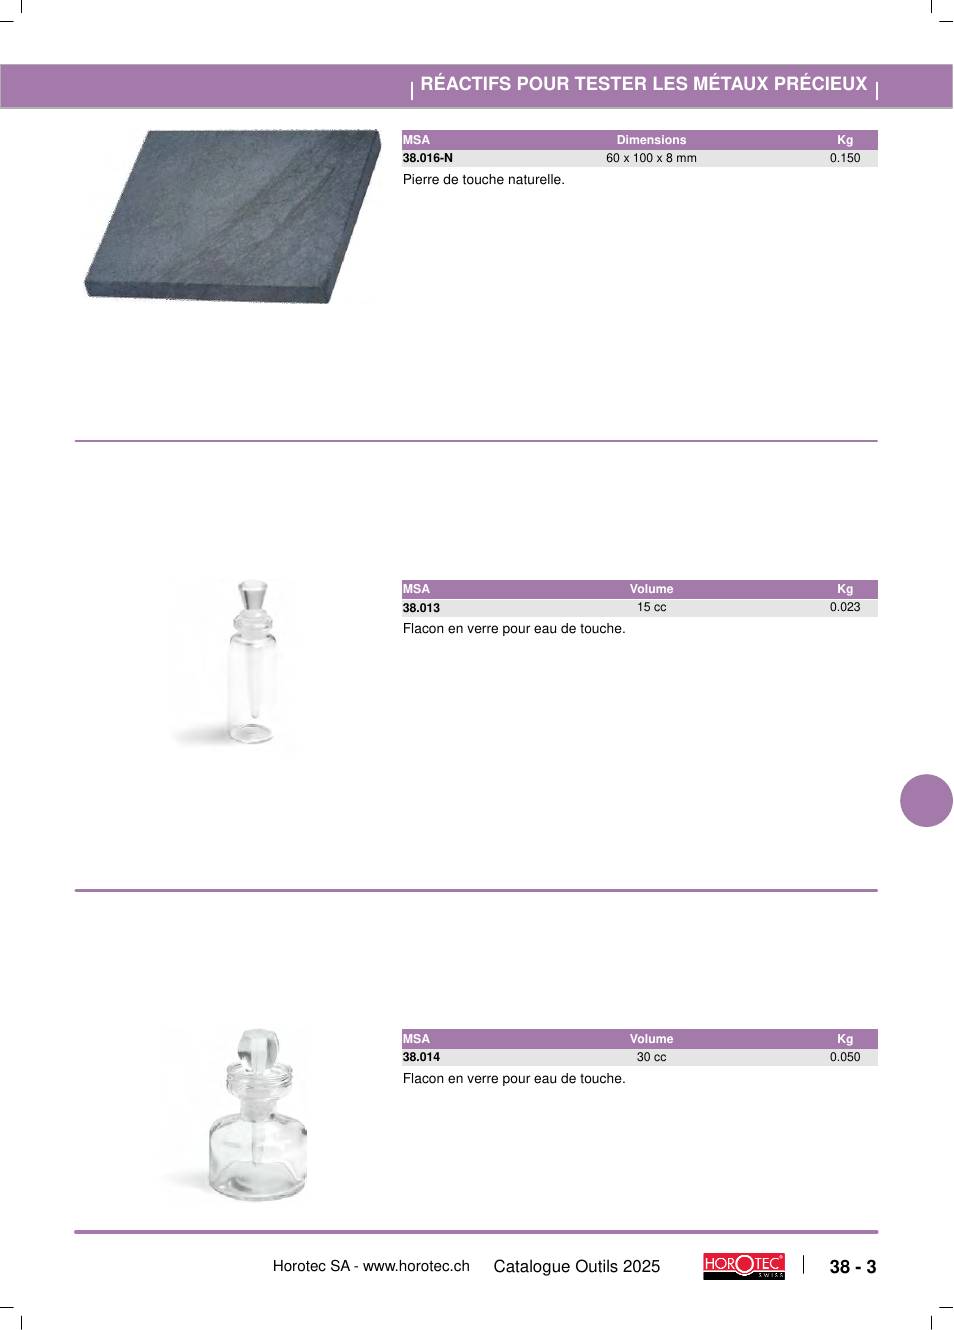 RÉACTIFS POUR TESTER LES MÉTAUX PRÉCIEUX
MSA Dimensions Kg
38.016-N 60 x 100 x 8 mm 0.150
Pierre de touche naturelle.
MSA Volume Kg
38.013 15 cc 0.023
Flacon en verre pour eau de touche.
MSA Volume Kg
38.014 30 cc 0.050
Flacon en verre pour eau de touche.
Horotec SA - www.horotec.ch Catalogue Outils 2025 HOROTEC® SWISS 38 - 3